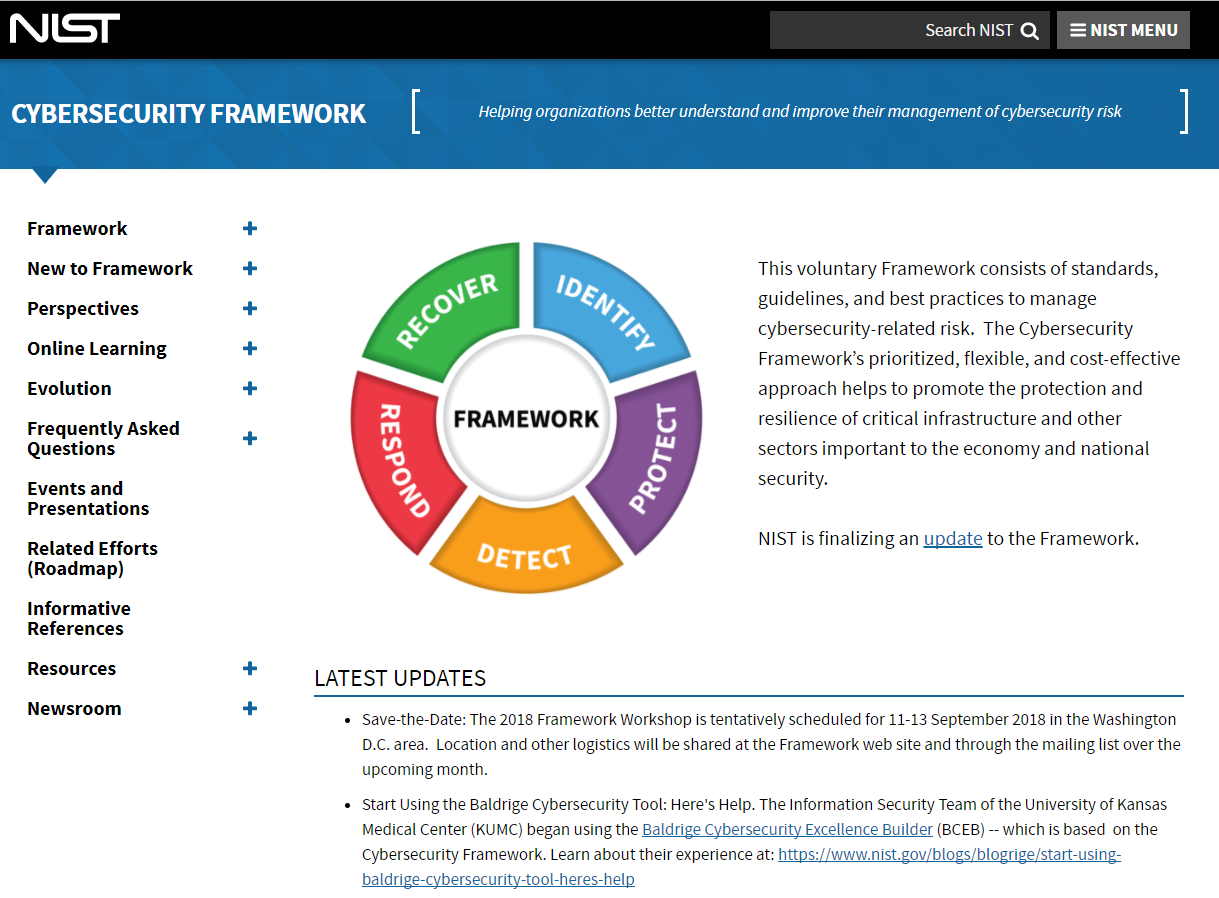 NIST
Search NIST
NIST MENU
CYBERSECURITY FRAMEWORK
Helping organizations better understand and improve their management of cybersecurity risk
Framework
New to Framework
Perspectives
Online Learning
Evolution
Frequently Asked
Questions
Events and
Presentations
Related Efforts
(Roadmap)
Informative
References
Resources
Newsroom
RECOVER
IDENTIFY
FRAMEWORK
RESPOND
PROTECT
DETECT
This voluntary Framework consists of standards,
guidelines, and best practices to manage
cybersecurity-related risk.  The Cybersecurity
Framework’s prioritized, flexible, and cost-effective
approach helps to promote the protection and
resilience of critical infrastructure and other
sectors important to the economy and national
security.
NIST is finalizing an update to the Framework.
LATEST UPDATES
• Save-the-Date: The 2018 Framework Workshop is tentatively scheduled for 11-13 September 2018 in the Washington
D.C. area.  Location and other logistics will be shared at the Framework web site and through the mailing list over the
upcoming month.
• Start Using the Baldrige Cybersecurity Tool: Here's Help. The Information Security Team of the University of Kansas
Medical Center (KUMC) began using the Baldrige Cybersecurity Excellence Builder (BCEB) -- which is based  on the
Cybersecurity Framework. Learn about their experience at: https://www.nist.gov/blogs/blogrige/start-using-
baldrige-cybersecurity-tool-heres-help